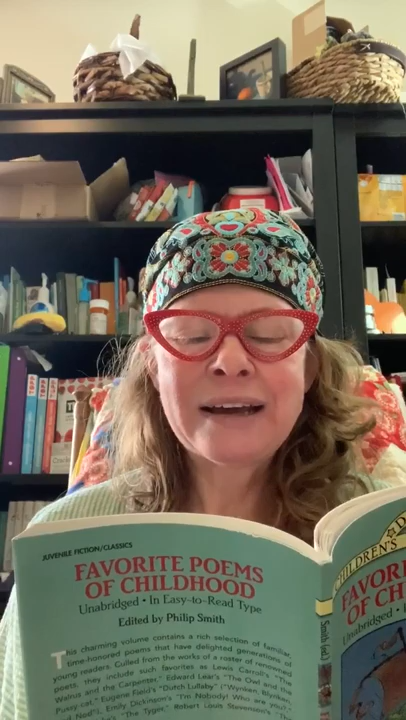 JUVENILE FICTION/CLASSICS
FAVORITE POEMS
OF CHILDHOOD
Unabridged • In Easy-to-Read Type
Edited by Philip Smith
This charming volume contains a rich selection of familiar,
time-honored poems that have delighted generations of
young readers. Culled from the works of a roster of renowned
poets, they include such favorites as Lewis Carroll's "The
Walrus and the Carpenter," Edward Lear's "The Owl and the
Pussy-cat," Eugene Field's "Dutch Lullaby" ("Wynken, Blynken,
Nod"), Emily Dickinson's "I'm Nobody! Who are you?,"
"The Tyger," Robert Louis Stevenson's
Smith (ed.)
CHILDREN'S
FAVORI
OF CH
Unabridged